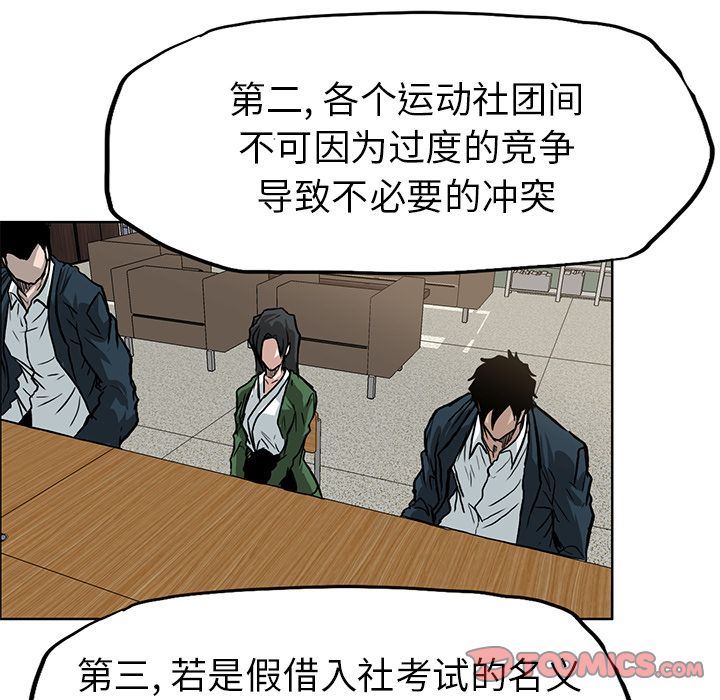 第二, 各个运动社团间
不可因为过度的竞争
导致不必要的冲突
第三, 若是假借入社考试的名义
ZCOMICS.COM